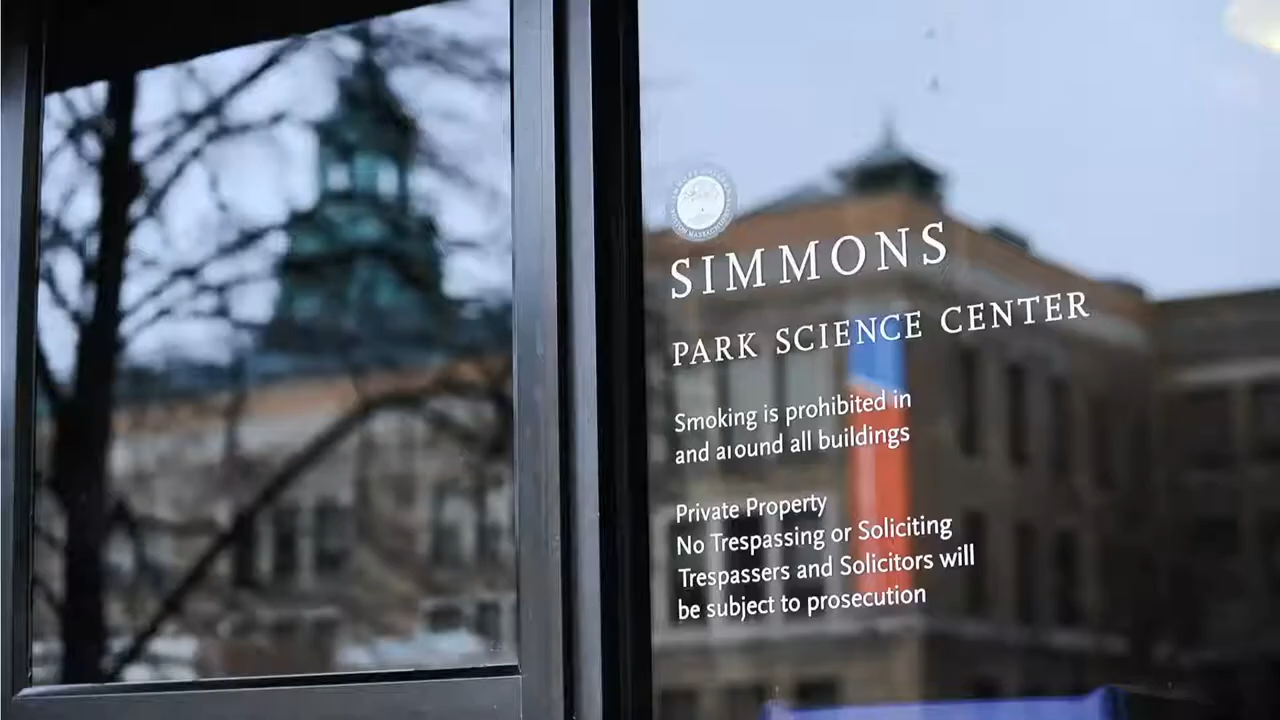 SIMMONS
PARK SCIENCE CENTER
Smoking is prohibited in
and around all buildings
Private Property
No Trespassing or Soliciting
Trespassers and Solicitors will
be subject to prosecution